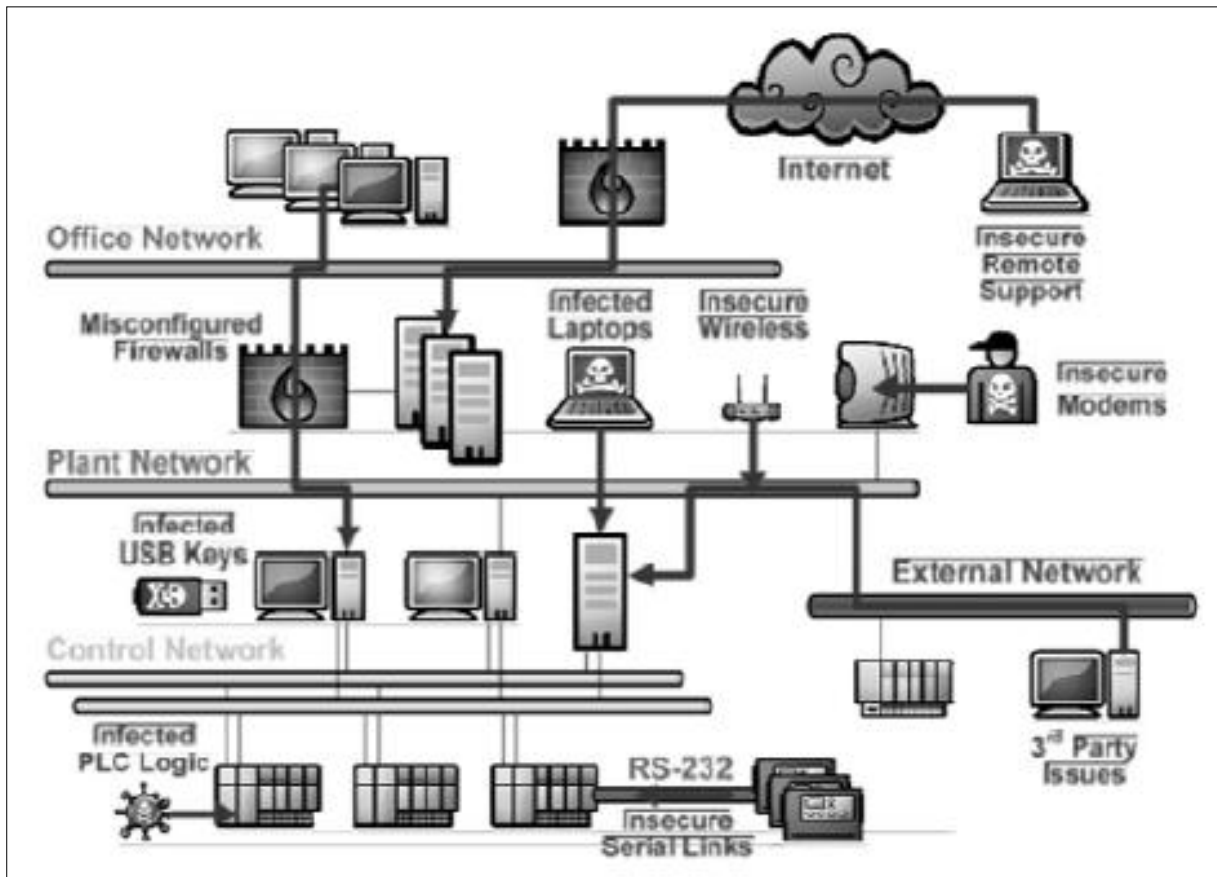 Internet
Insecure
Remote
Support
Office Network
Misconfigured
Firewalls
Infected
Laptops
Insecure
Wireless
Insecure
Modems
Plant Network
Infected
USB Keys
External Network
Control Network
Infected
PLC Logic
RS-232
Insecure
Serial Links
3rd Party
Issues